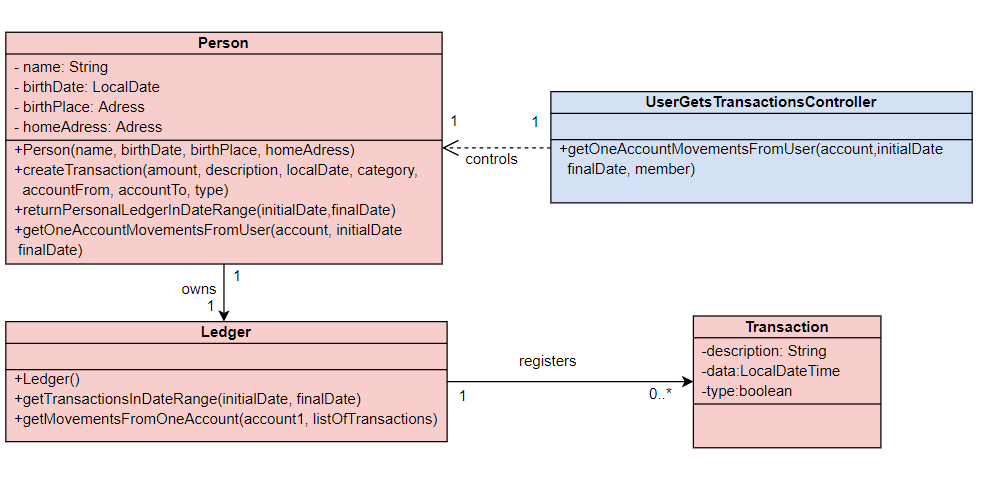 Person
- name: String
- birthDate: LocalDate
- birthPlace: Adress
- homeAdress: Adress
+Person(name, birthDate, birthPlace, homeAdress)
+createTransaction(amount, description, localDate, category,
accountFrom, accountTo, type)
+returnPersonalLedgerInDateRange(initialDate,finalDate)
+getOneAccountMovementsFromUser(account, initialDate
finalDate)
1
1
controls
UserGetsTransactionsController
+getOneAccountMovementsFromUser(account,initialDate
finalDate, member)
1
owns
1
Ledger
+Ledger()
+getTransactionsInDateRange(initialDate, finalDate)
+getMovementsFromOneAccount(account1, listOfTransactions)
registers
1
0..*
Transaction
-description: String
-data:LocalDateTime
-type:boolean